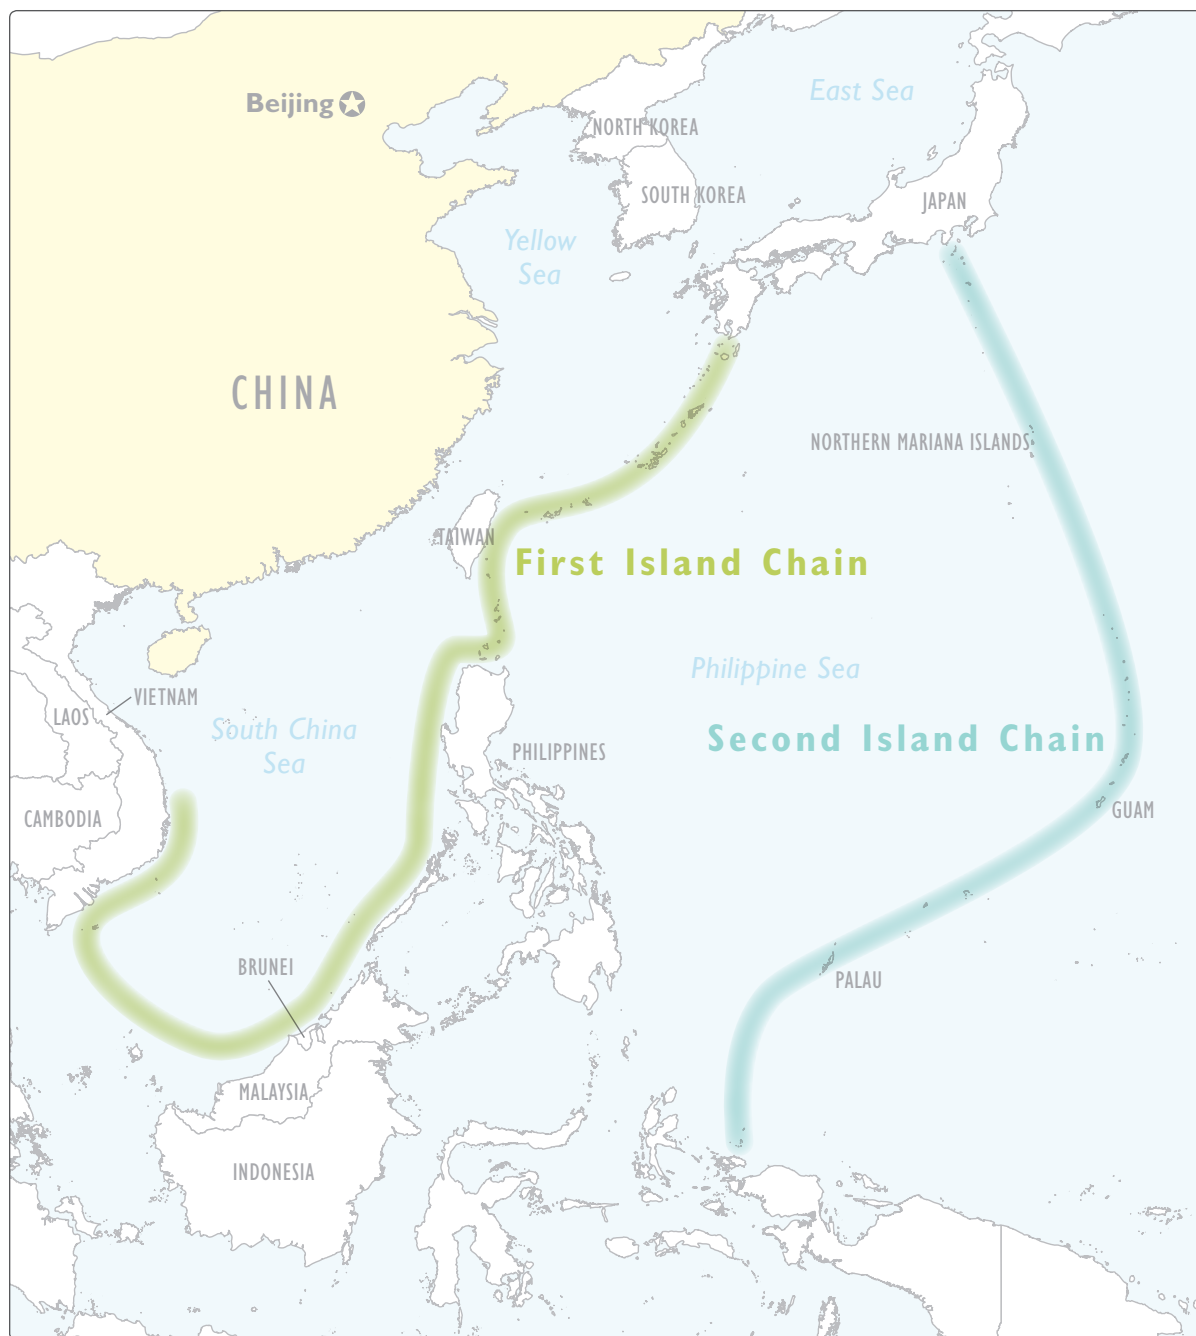 East Sea
Beijing
NORTH KOREA
SOUTH KOREA
JAPAN
Yellow
Sea
CHINA
NORTHERN MARIANA ISLANDS
TAIWAN
First Island Chain
Philippine Sea
VIETNAM
LAOS
South China
Sea
Second Island Chain
PHILIPPINES
GUAM
CAMBODIA
BRUNEI
PALAU
MALAYSIA
INDONESIA